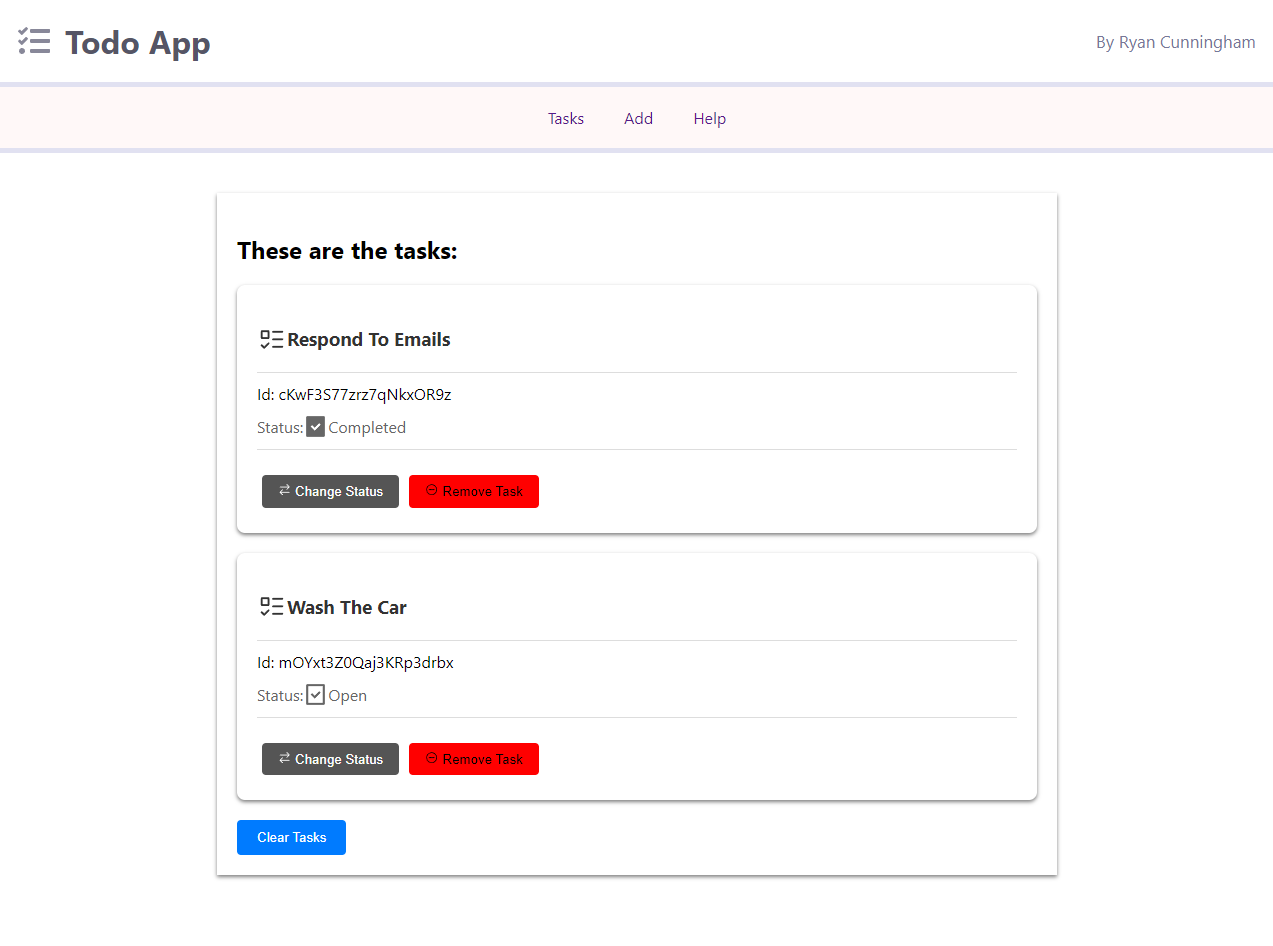 Todo App
By Ryan Cunningham
Tasks Add Help
These are the tasks:
Respond To Emails
Id: cKwF3S77zrz7qNkxOR9z
Status: Completed
Change Status Remove Task
Wash The Car
Id: mOYxt3Z0Qaj3KRp3drbx
Status: Open
Change Status Remove Task
Clear Tasks